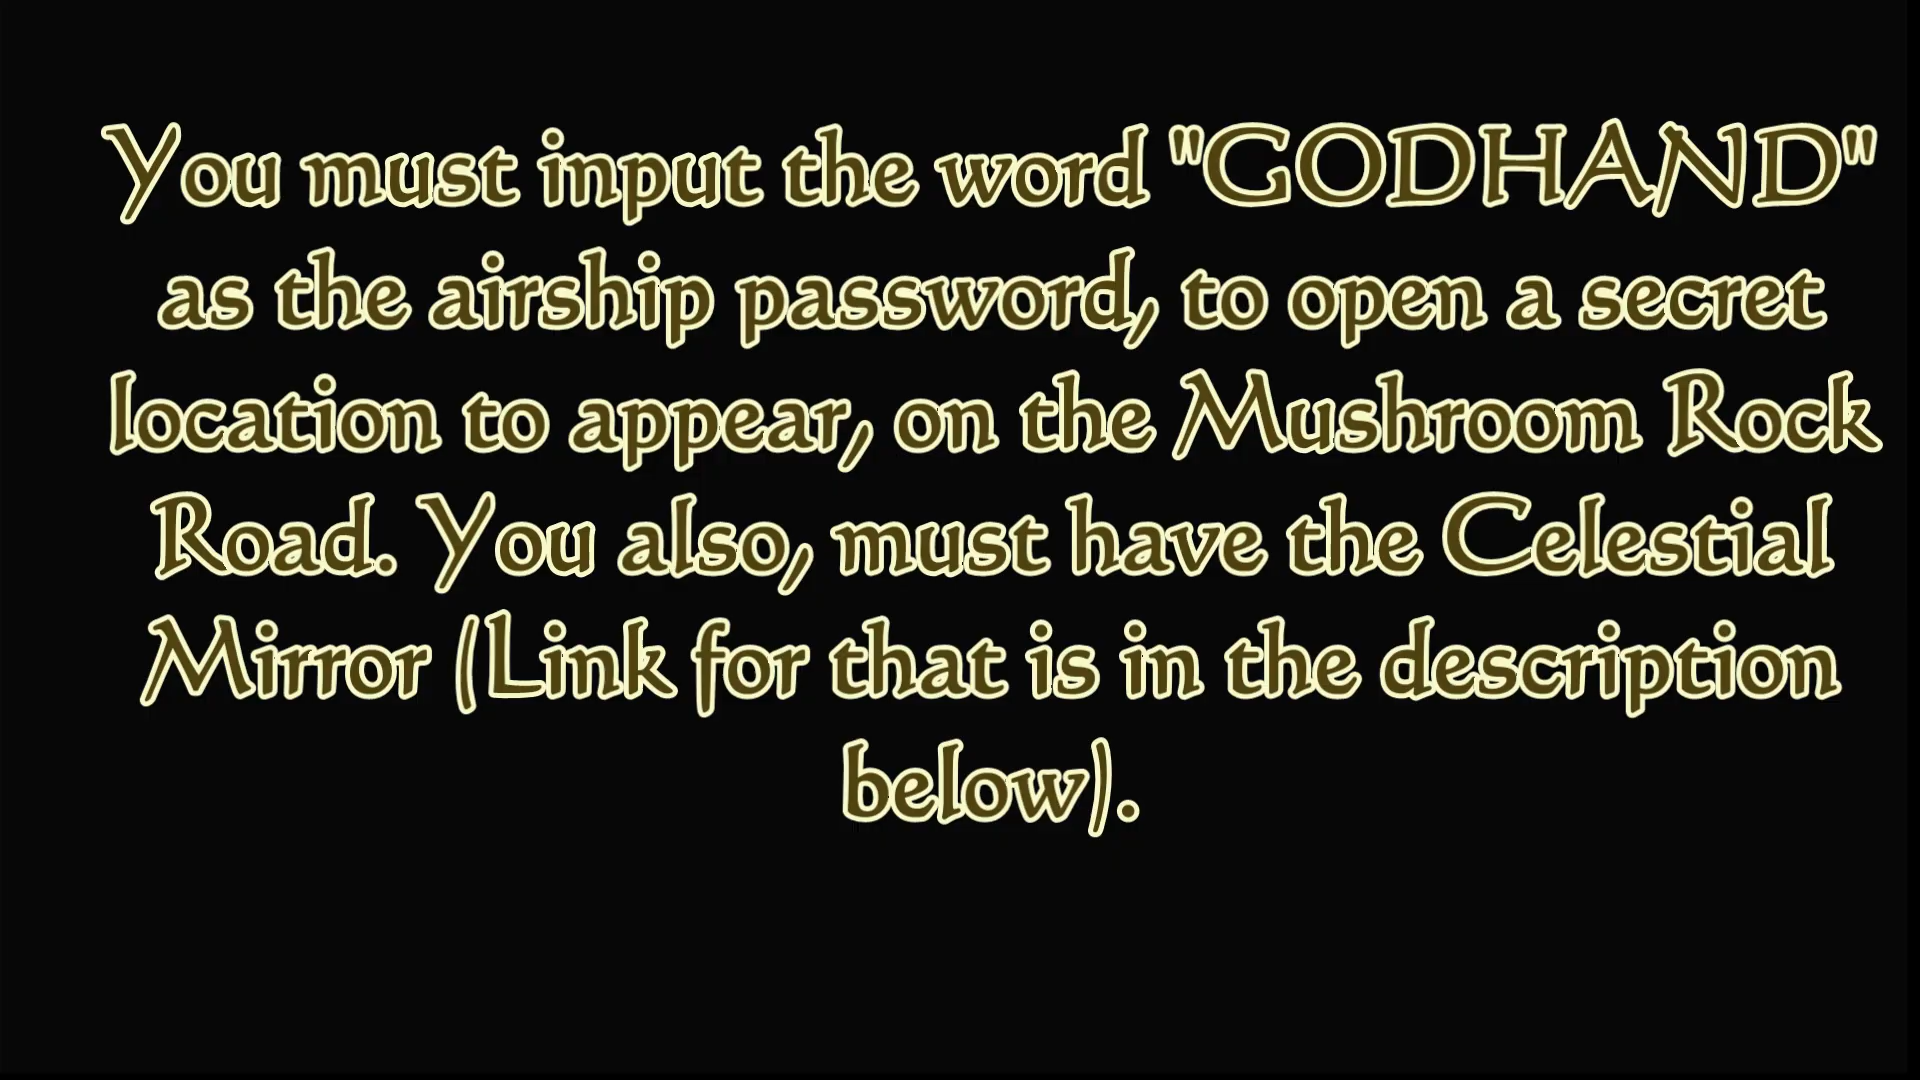 You must input the word "GODHAND"
as the airship password, to open a secret
location to appear, on the Mushroom Rock
Road. You also, must have the Celestial
Mirror (Link for that is in the description
below).